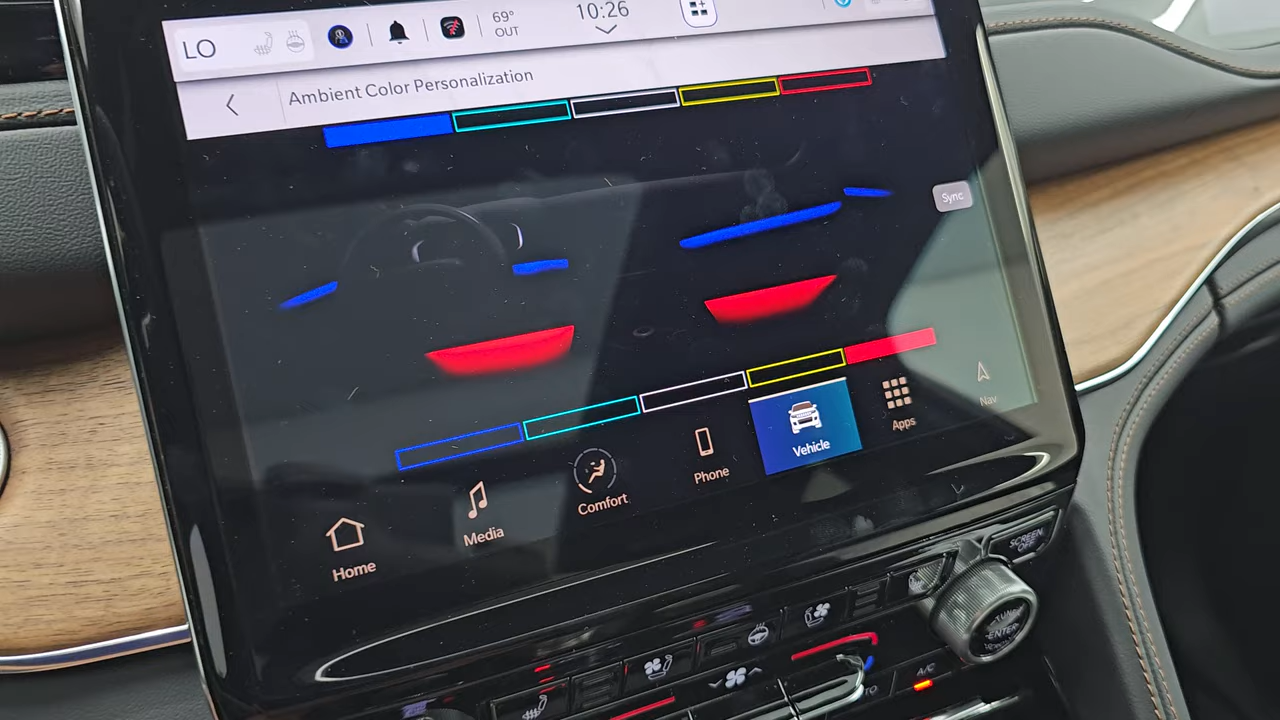 LO
69°
OUT
10:26
Ambient Color Personalization
Sync
Home
Media
Comfort
Phone
Vehicle
Apps
Nav
SCREEN
OFF
TUNE
ENTER
A/C